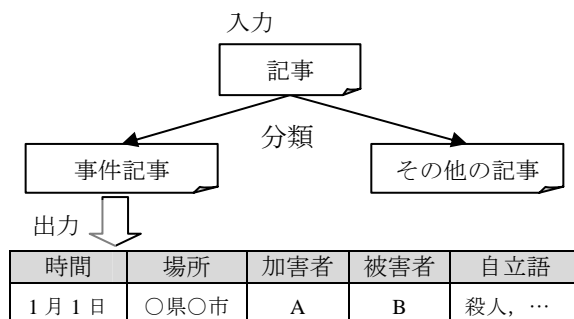 入力
記事
分類
事件記事
その他の記事
出力
時間 場所 加害者 被害者 自立語
1月1日 ○県○市 A B 殺人，…